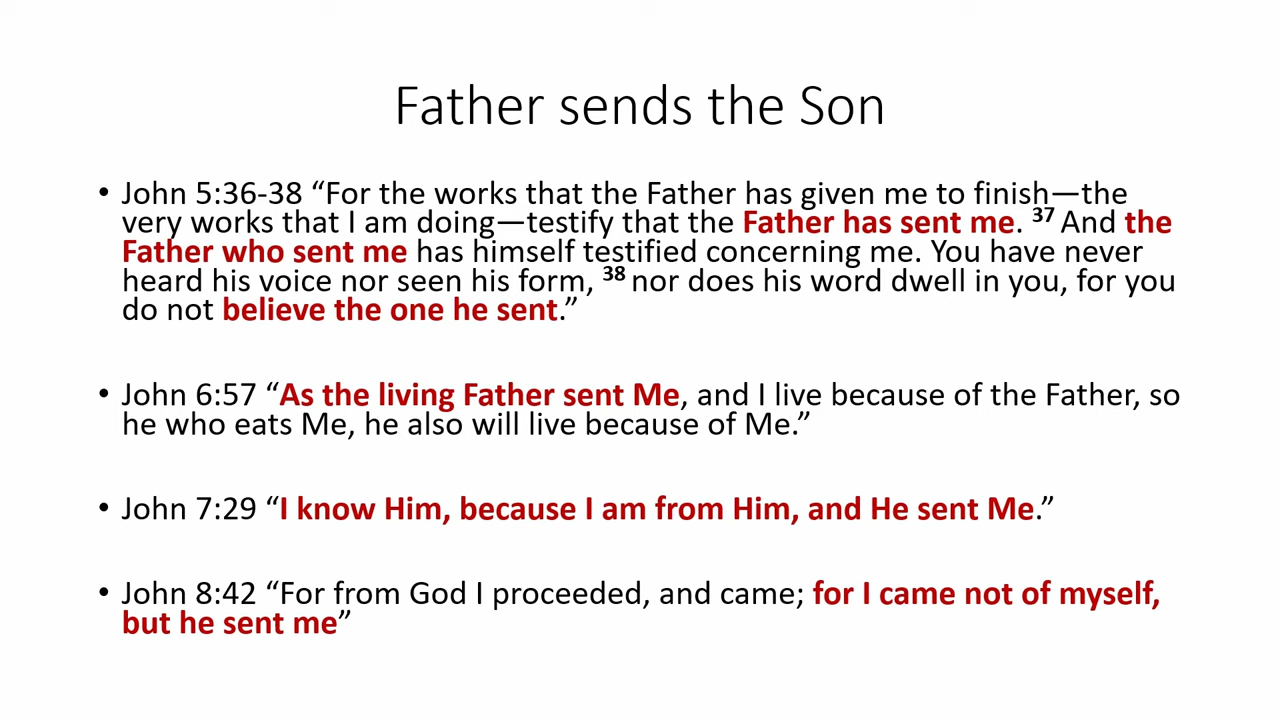 Father sends the Son
• John 5:36-38 “For the works that the Father has given me to finish—the
very works that I am doing—testify that the Father has sent me. 37 And the
Father who sent me has himself testified concerning me. You have never
heard his voice nor seen his form, 38 nor does his word dwell in you, for you
do not believe the one he sent.”
• John 6:57 “As the living Father sent Me, and I live because of the Father, so
he who eats Me, he also will live because of Me.”
• John 7:29 “I know Him, because I am from Him, and He sent Me.”
• John 8:42 “For from God I proceeded, and came; for I came not of myself,
but he sent me”